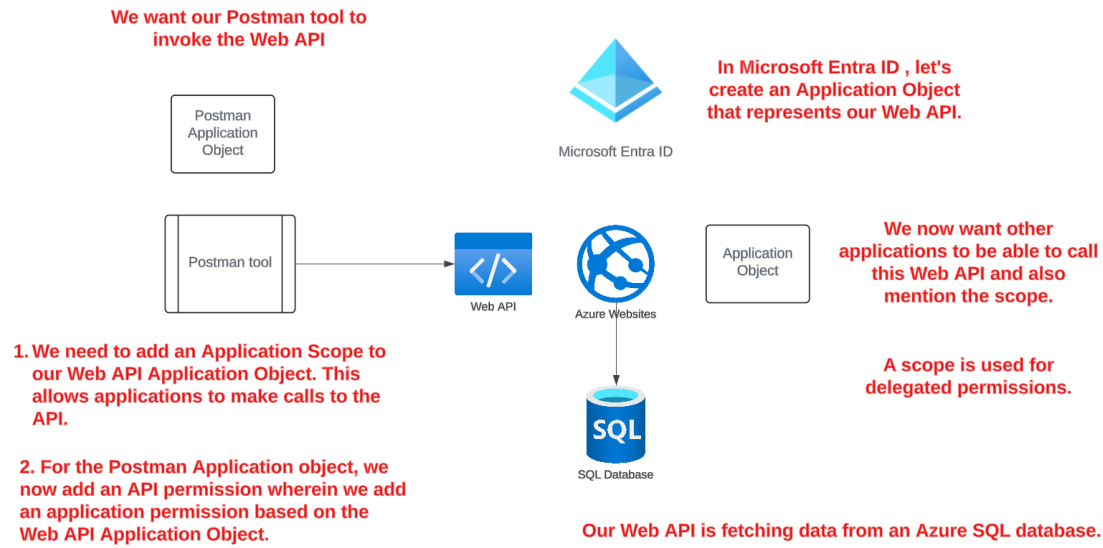 We want our Postman tool to
invoke the Web API
In Microsoft Entra ID , let's
create an Application Object
that represents our Web API.
Postman
Application
Object
Microsoft Entra ID
Postman tool
Web API
Azure Websites
Application
Object
We now want other
applications to be able to call
this Web API and also
mention the scope.
1. We need to add an Application Scope to
our Web API Application Object. This
allows applications to make calls to the
API.
A scope is used for
delegated permissions.
SQL
SQL Database
2. For the Postman Application object, we
now add an API permission wherein we add
an application permission based on the
Web API Application Object.
Our Web API is fetching data from an Azure SQL database.